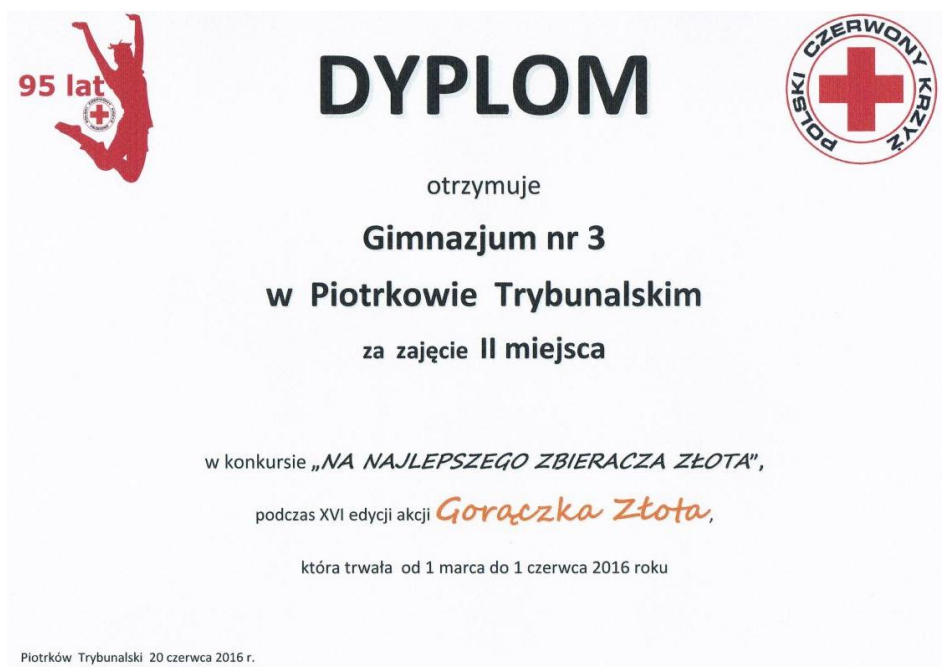 95 lat
DYPLOM
POLSKI CZERWONY KRZYŻ
otrzymuje
Gimnazjum nr 3
w Piotrkowie Trybunalskim
za zajęcie II miejsca
w konkursie „NA NAJLEPSZEGO ZBIERACZA ZŁOTA”,
podczas XVI edycji akcji Gorączka Złota,
która trwała od 1 marca do 1 czerwca 2016 roku
Piotrków Trybunalski 20 czerwca 2016 r.